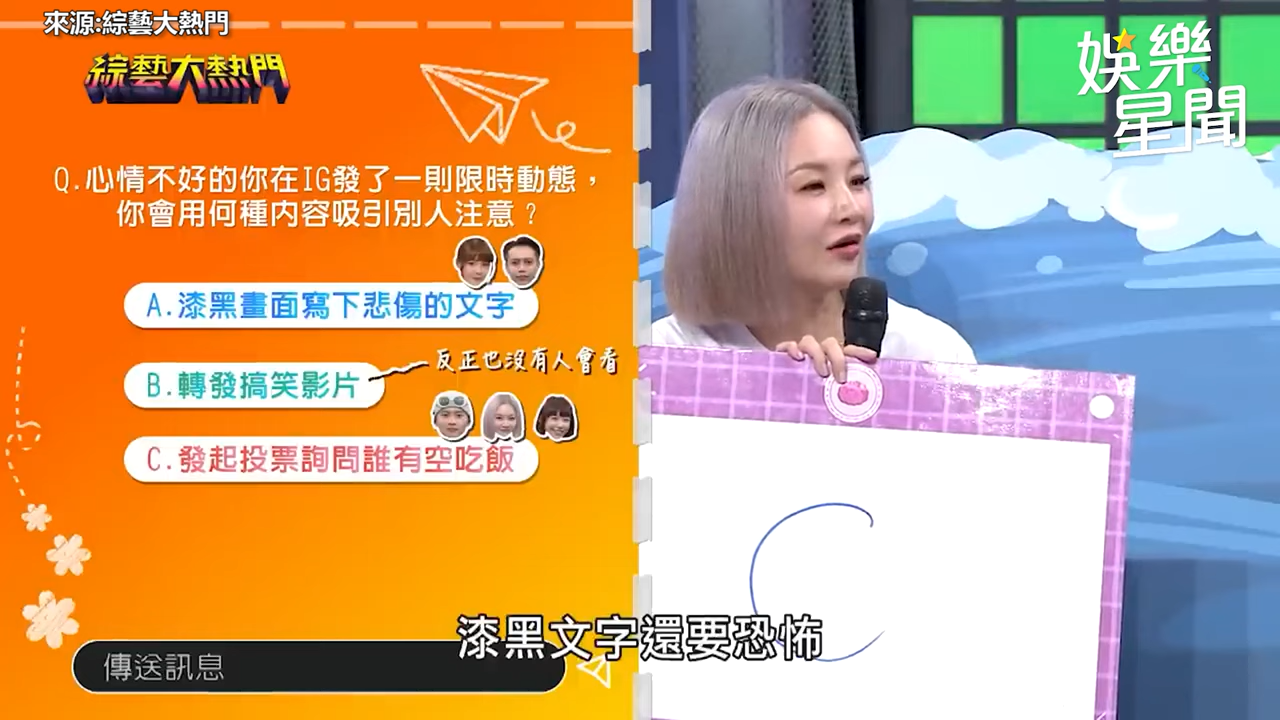 來源:綜藝大熱門
綜藝大熱門
娛樂
星聞
Q.心情不好的你在IG發了一則限時動態，
你會用何種內容吸引別人注意？
A.漆黑畫面寫下悲傷的文字
反正也沒有人會看
B.轉發搞笑影片
C.發起投票詢問誰有空吃飯
C
漆黑文字還要恐怖
傳送訊息